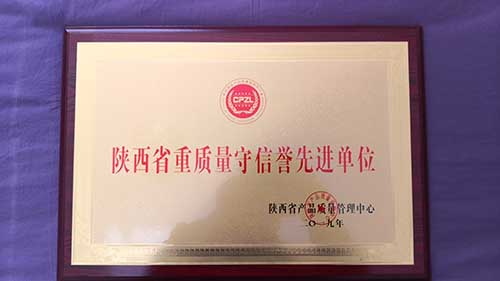 CPZL
陕西省重质量守信誉先进单位
陕西省产品质量管理中心
二〇一九年